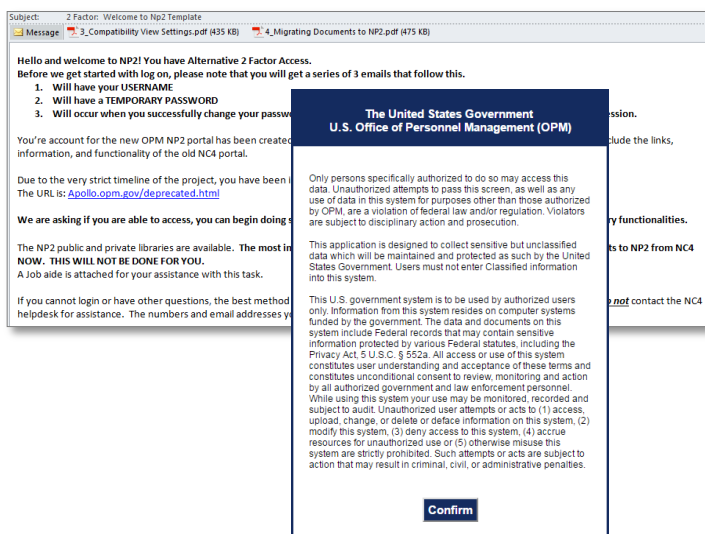 Subject: 2 Factor: Welcome to Np2 Template
Message 3_Compatibility View Settings.pdf (435 KB) 4_Migrating Documents to NP2.pdf (475 KB)
Hello and welcome to NP2! You have Alternative 2 Factor Access.
Before we get started with log on, please note that you will get a series of 3 emails that follow this.
1. Will have your USERNAME
2. Will have a TEMPORARY PASSWORD
3. Will occur when you successfully change your ssion.
You're account for the new OPM NP2 portal has been created clude the links,
information, and functionality of the old NC4 portal.
Due to the very strict timeline of the project, you have been
The URL is: Apollo.opm.gov/deprecated.html
We are asking if you are able to access, you can begin doing ry functionalities.
The NP2 public and private libraries are available. The most ts to NP2 from NC4
NOW. THIS WILL NOT BE DONE FOR YOU.
A Job aide is attached for your assistance with this task.
If you cannot login or have other questions, the best method not contact the NC4
helpdesk for assistance. The numbers and email addresses
The United States Government
U.S. Office of Personnel Management (OPM)
Only persons specifically authorized to do so may access this
data. Unauthorized attempts to pass this screen, as well as any
use of data in this system for purposes other than those authorized
by OPM, are a violation of federal law and/or regulation. Violators
are subject to disciplinary action and prosecution.
This application is designed to collect sensitive but unclassified
data which will be maintained and protected as such by the United
States Government. Users must not enter Classified information
into this system.
This U.S. government system is to be used by authorized users
only. Information from this system resides on computer systems
funded by the government. The data and documents on this
system include Federal records that may contain sensitive
information protected by various Federal statutes, including the
Privacy Act, 5 U.S.C. § 552a. All access or use of this system
constitutes user understanding and acceptance of these terms and
constitutes unconditional consent to review, monitoring and action
by all authorized government and law enforcement personnel.
While using this system your use may be monitored, recorded and
subject to audit. Unauthorized user attempts or acts to (1) access,
upload, change, or delete or deface information on this system, (2)
modify this system, (3) deny access to this system, (4) accrue
resources for unauthorized use or (5) otherwise misuse this
system are strictly prohibited. Such attempts or acts are subject to
action that may result in criminal, civil, or administrative penalties.
Confirm